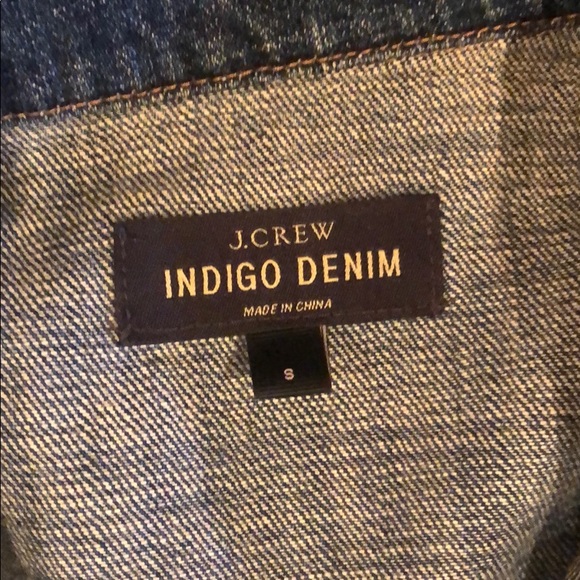 J.CREW
INDIGO DENIM
MADE IN CHINA
S